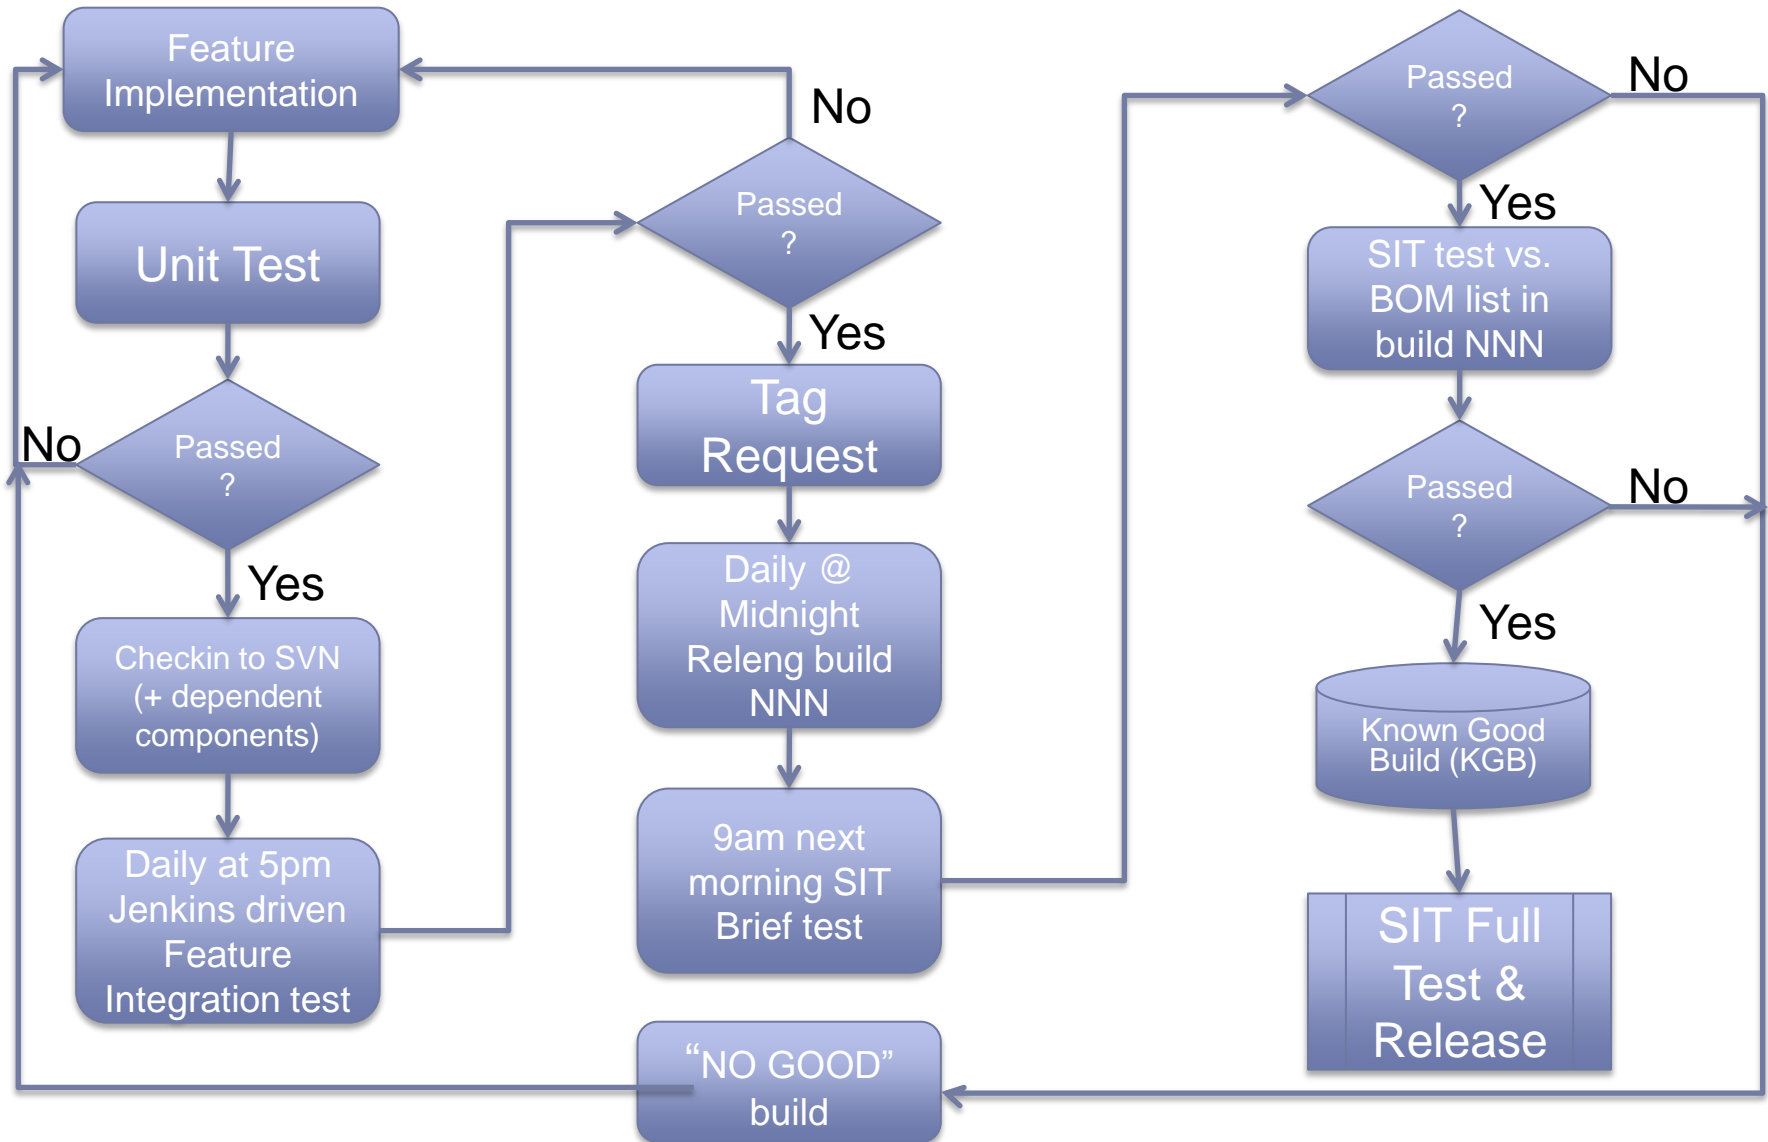 Feature
Implementation
Unit Test
No
Passed
?
Yes
Checkin to SVN
(+ dependent
components)
Daily at 5pm
Jenkins driven
Feature
Integration test
No
Passed
?
Yes
Tag
Request
Daily @
Midnight
Releng build
NNN
9am next
morning SIT
Brief test
“NO GOOD”
build
Passed
?
No
Yes
SIT test vs.
BOM list in
build NNN
Passed
?
No
Yes
Known Good
Build (KGB)
SIT Full
Test &
Release